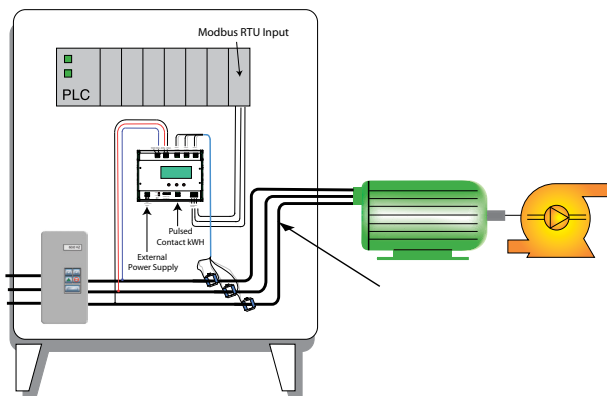 Modbus RTU Input
PLC
Pulsed
Contact kWH
External
Power Supply